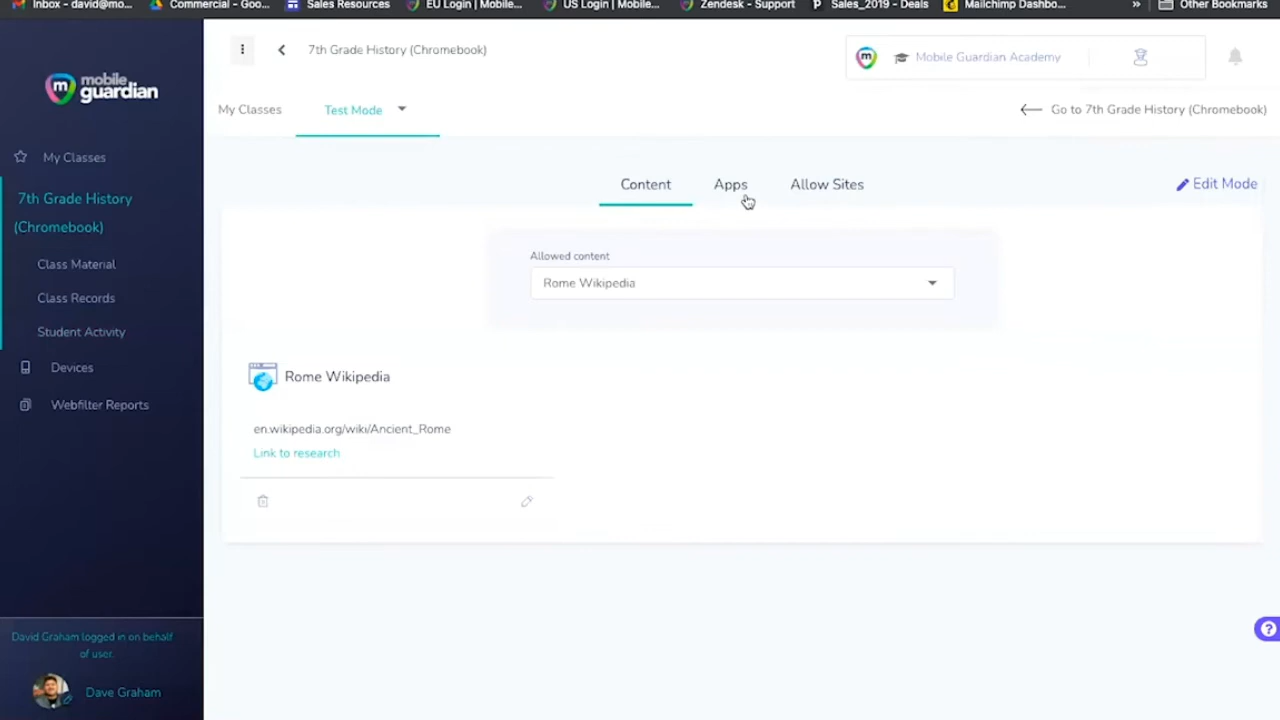 Inbox - david@mo...
Commercial - Goo...
Sales Resources
EU Login | Mobile...
US Login | Mobile...
Zendesk - Support
Sales_2019 - Deals
Mailchimp Dashbo...
»
Other Bookmarks
mobile
guardian
7th Grade History (Chromebook)
Mobile Guardian Academy
My Classes
Test Mode
Go to 7th Grade History (Chromebook)
My Classes
7th Grade History
(Chromebook)
Class Material
Class Records
Student Activity
Devices
Webfilter Reports
Content
Apps
Allow Sites
Edit Mode
Allowed content
Rome Wikipedia
Rome Wikipedia
en.wikipedia.org/wiki/Ancient_Rome
Link to research
David Graham logged in on behalf
of user.
Dave Graham